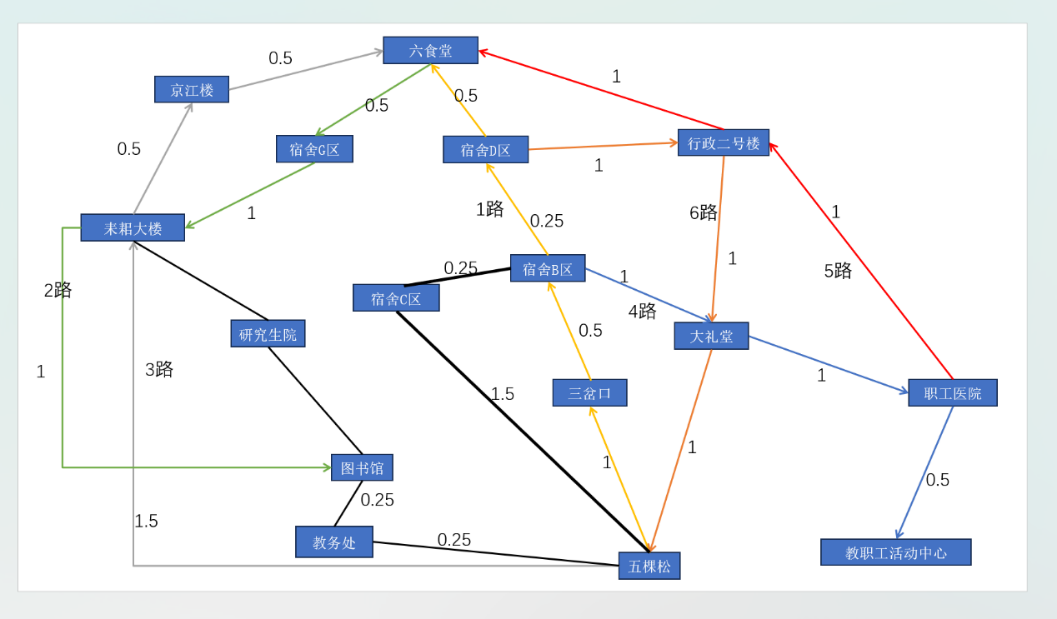 六食堂
0.5
京江楼
1
0.5
0.5
行政二号楼
宿舍G区
宿舍D区
0.5
1
1路
6路
1
1
0.25
耒耜大楼
1
5路
0.25
宿舍B区
1
2路
宿舍C区
4路
研究生院
0.5
大礼堂
3路
1
1
1.5
三岔口
职工医院
1
1
图书馆
0.25
0.5
1.5
教务处
0.25
五棵松
教职工活动中心